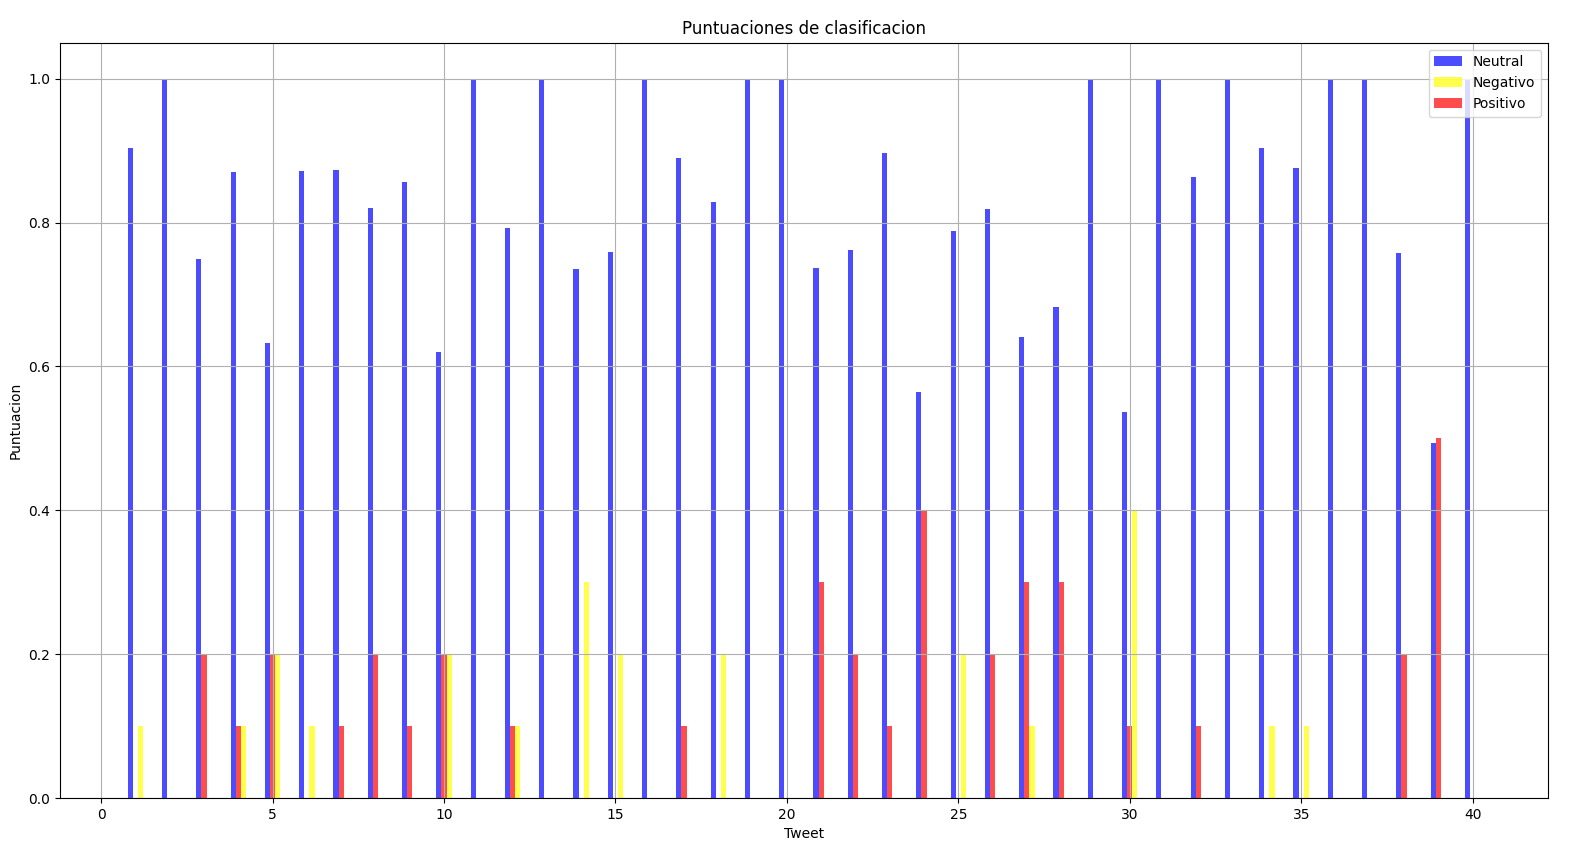 Puntuaciones de clasificacion
Neutral
Negativo
Positivo
Puntuacion
1.0
0.8
0.6
0.4
0.2
0.0
0 5 10 15 20 25 30 35 40
Tweet